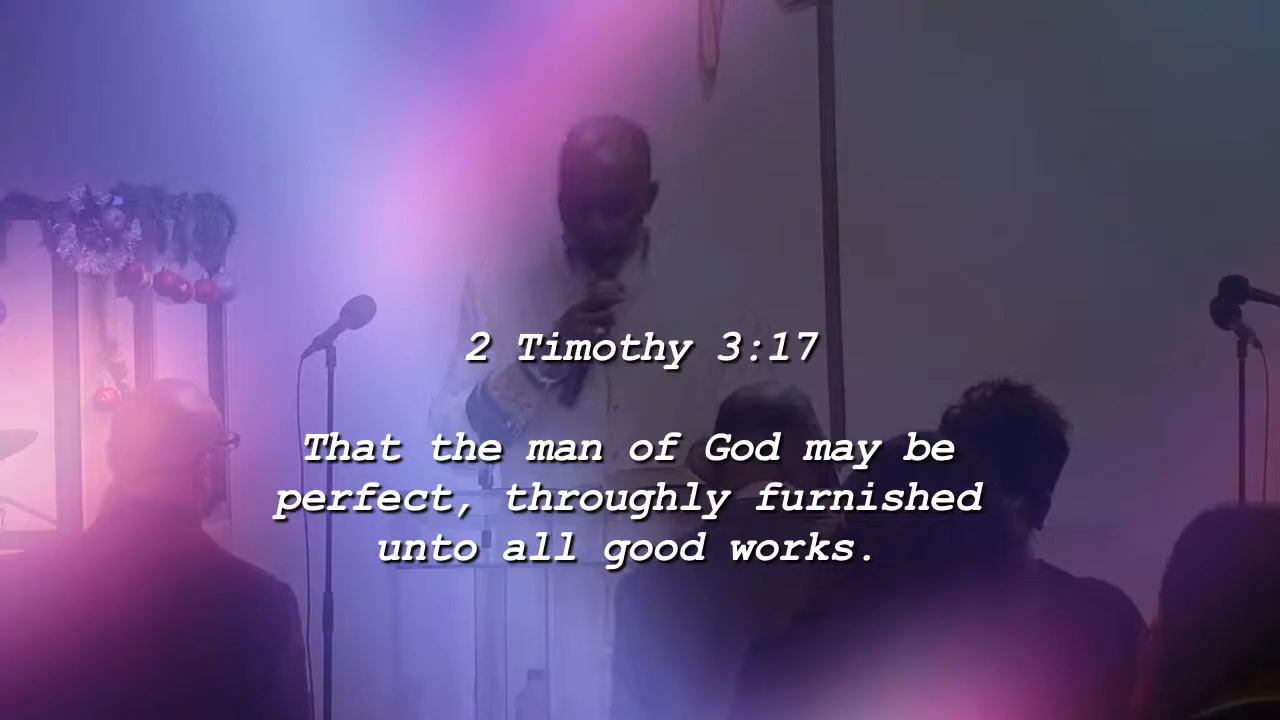 2 Timothy 3:17
That the man of God may be
perfect, throughly furnished
unto all good works.